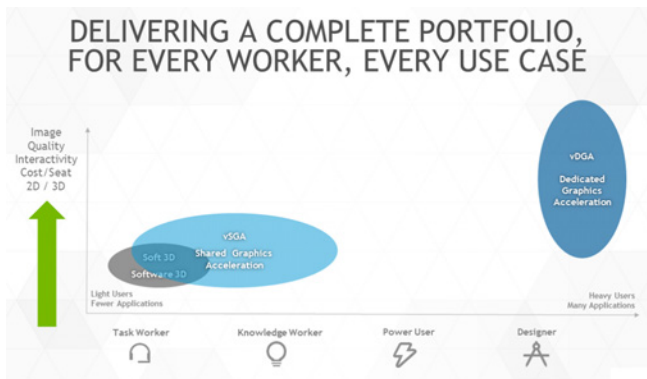 DELIVERING A COMPLETE PORTFOLIO,
FOR EVERY WORKER, EVERY USE CASE
Image
Quality
Interactivity
Cost/Seat
2D / 3D
vDGA
Dedicated
Graphics
Acceleration
vSGA
Shared Graphics
Acceleration
Soft 3D
Software 3D
Light Users
Fewer Applications
Heavy Users
Many Applications
Task Worker
Knowledge Worker
Power User
Designer